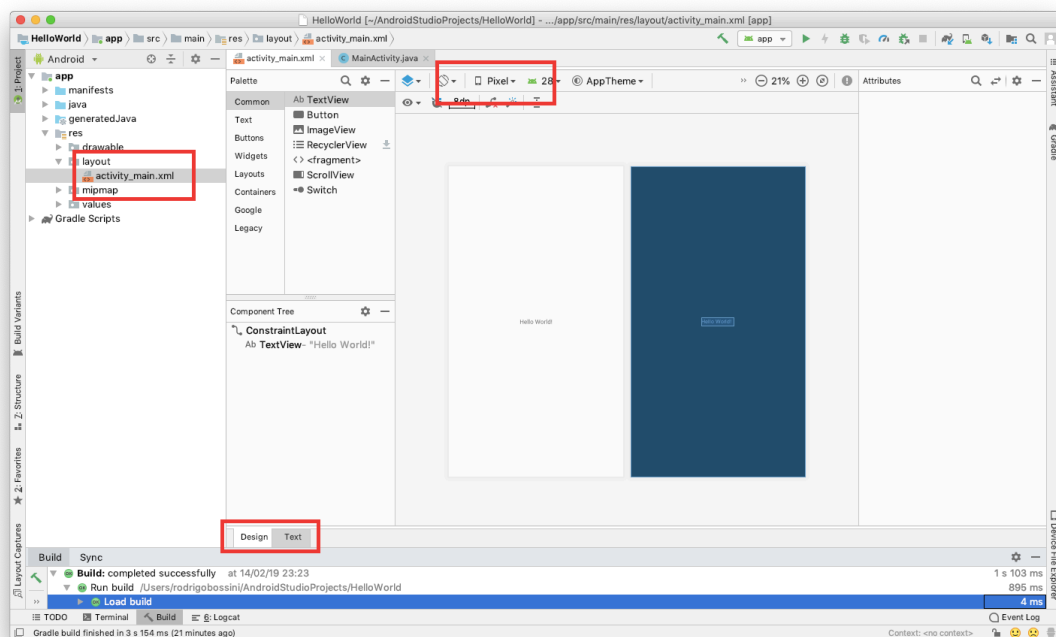 HelloWorld [~/AndroidStudioProjects/HelloWorld] - .../app/src/main/res/layout/activity_main.xml [app]
HelloWorld app src main res layout activity_main.xml
app
Android
activity_main.xml
MainActivity.java
1: Project
app
manifests
java
generatedJava
res
drawable
layout
activity_main.xml
mipmap
values
Gradle Scripts
Palette
Common
Text
Buttons
Widgets
Layouts
Containers
Google
Legacy
Ab TextView
Button
ImageView
RecyclerView
<> <fragment>
ScrollView
Switch
Pixel 28 AppTheme
21%
Attributes
8dp
Component Tree
ConstraintLayout
Ab TextView- "Hello World!"
Hello World!
Hello World!
Design Text
Assistant
Gradle
Device File Explorer
Build Variants
Z: Structure
2: Favorites
Layout Captures
Build Sync
Build: completed successfully at 14/02/19 23:23
1 s 103 ms
Run build /Users/rodrigobossini/AndroidStudioProjects/HelloWorld
895 ms
Load build
4 ms
TODO Terminal Build 6: Logcat
Event Log
Gradle build finished in 3 s 154 ms (21 minutes ago)
Context: <no context>